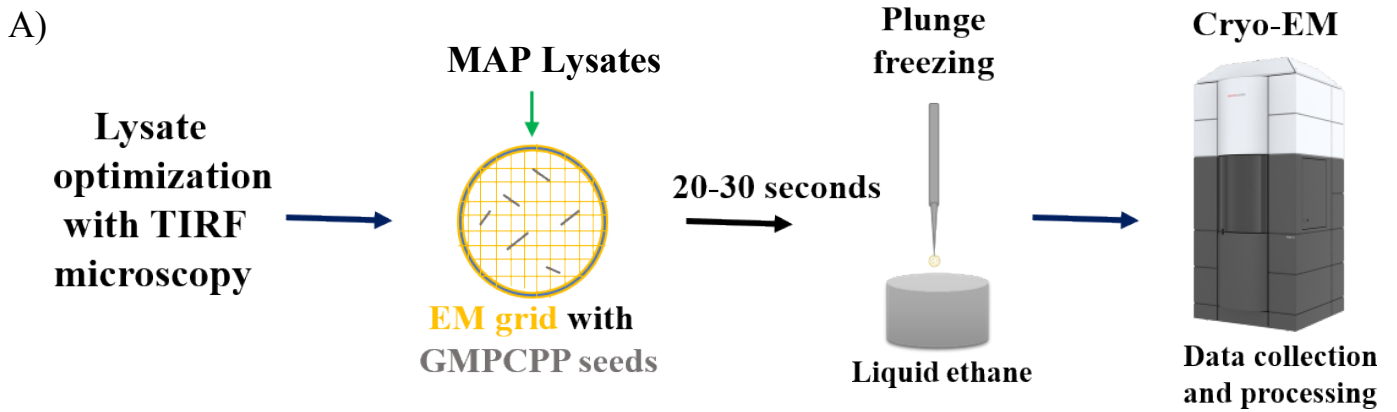 A)
Lysate
optimization
with TIRF
microscopy
MAP Lysates
EM grid with
GMPCPP seeds
20-30 seconds
Plunge
freezing
Liquid ethane
Cryo-EM
Data collection
and processing